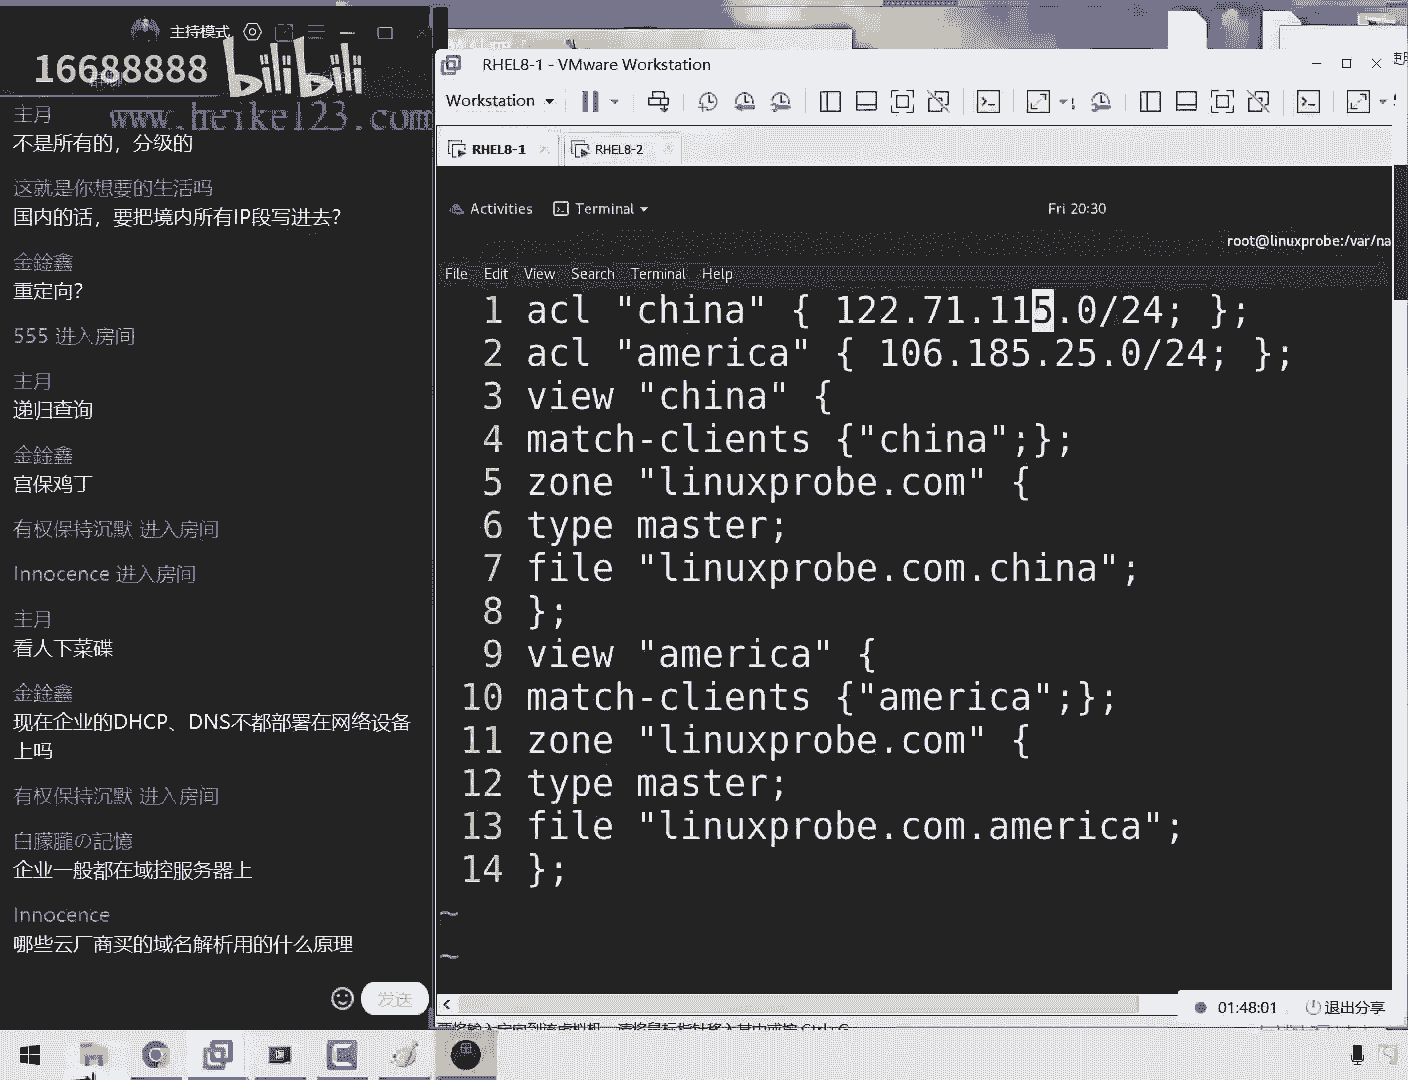 主持模式
16688888
bilibili
www.heike123.com
主月
不是所有的，分级的
这就是你想要的生活吗
国内的话，要把境内所有IP段写进去？
金鍂鑫
重定向？
555 进入房间
主月
递归查询
金鍂鑫
宫保鸡丁
有权保持沉默 进入房间
Innocence 进入房间
主月
看人下菜碟
金鍂鑫
现在企业的DHCP、DNS不都部署在网络设备
上吗
有权保持沉默 进入房间
白朦朧の記憶
企业一般都在域控服务器上
Innocence
哪些云厂商买的域名解析用的什么原理
发送
RHEL8-1 - VMware Workstation
Workstation
RHEL8-1
RHEL8-2
Activities
Terminal
Fri 20:30
root@linuxprobe:/var/na
File Edit View Search Terminal Help
1 acl "china" { 122.71.115.0/24; };
2 acl "america" { 106.185.25.0/24; };
3 view "china" {
4 match-clients {"china";};
5 zone "linuxprobe.com" {
6 type master;
7 file "linuxprobe.com.china";
8 };
9 view "america" {
10 match-clients {"america";};
11 zone "linuxprobe.com" {
12 type master;
13 file "linuxprobe.com.america";
14 };
~
~
01:48:01
退出分享